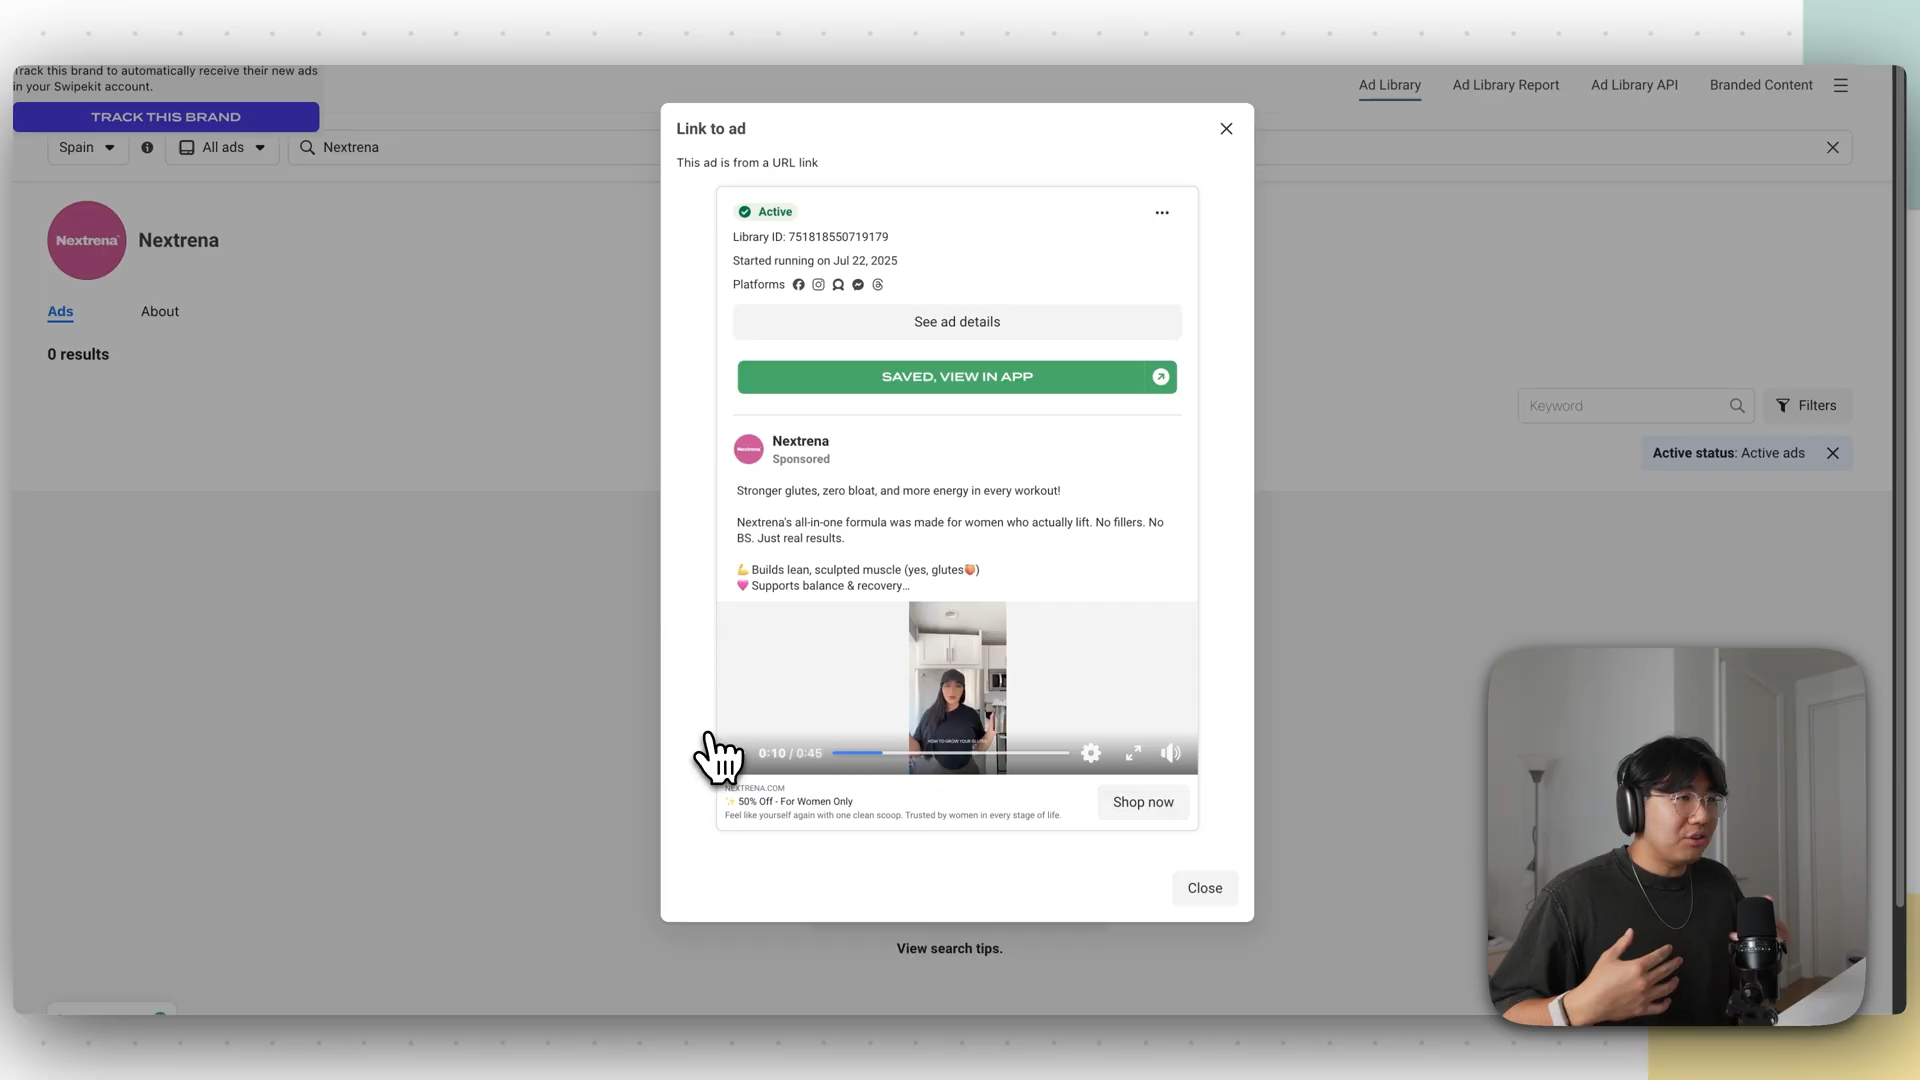 Track this brand to automatically receive their new ads
in your Swipekit account.
TRACK THIS BRAND
Ad Library
Ad Library Report
Ad Library API
Branded Content
Spain
All ads
Nextrena
Nextrena
Nextrena
Ads
About
0 results
Keyword
Filters
Active status: Active ads
Link to ad
This ad is from a URL link
Active
Library ID: 751818550719179
Started running on Jul 22, 2025
Platforms
See ad details
SAVED, VIEW IN APP
Nextrena
Nextrena
Sponsored
Stronger glutes, zero bloat, and more energy in every workout!
Nextrena's all-in-one formula was made for women who actually lift. No fillers. No
BS. Just real results.
💪 Builds lean, sculpted muscle (yes, glutes🍑)
💗 Supports balance & recovery...
HOW TO GROW YOUR GLUTES
0:10 / 0:45
NEXTRENA.COM
✨ 50% Off - For Women Only
Feel like yourself again with one clean scoop. Trusted by women in every stage of life.
Shop now
Close
View search tips.